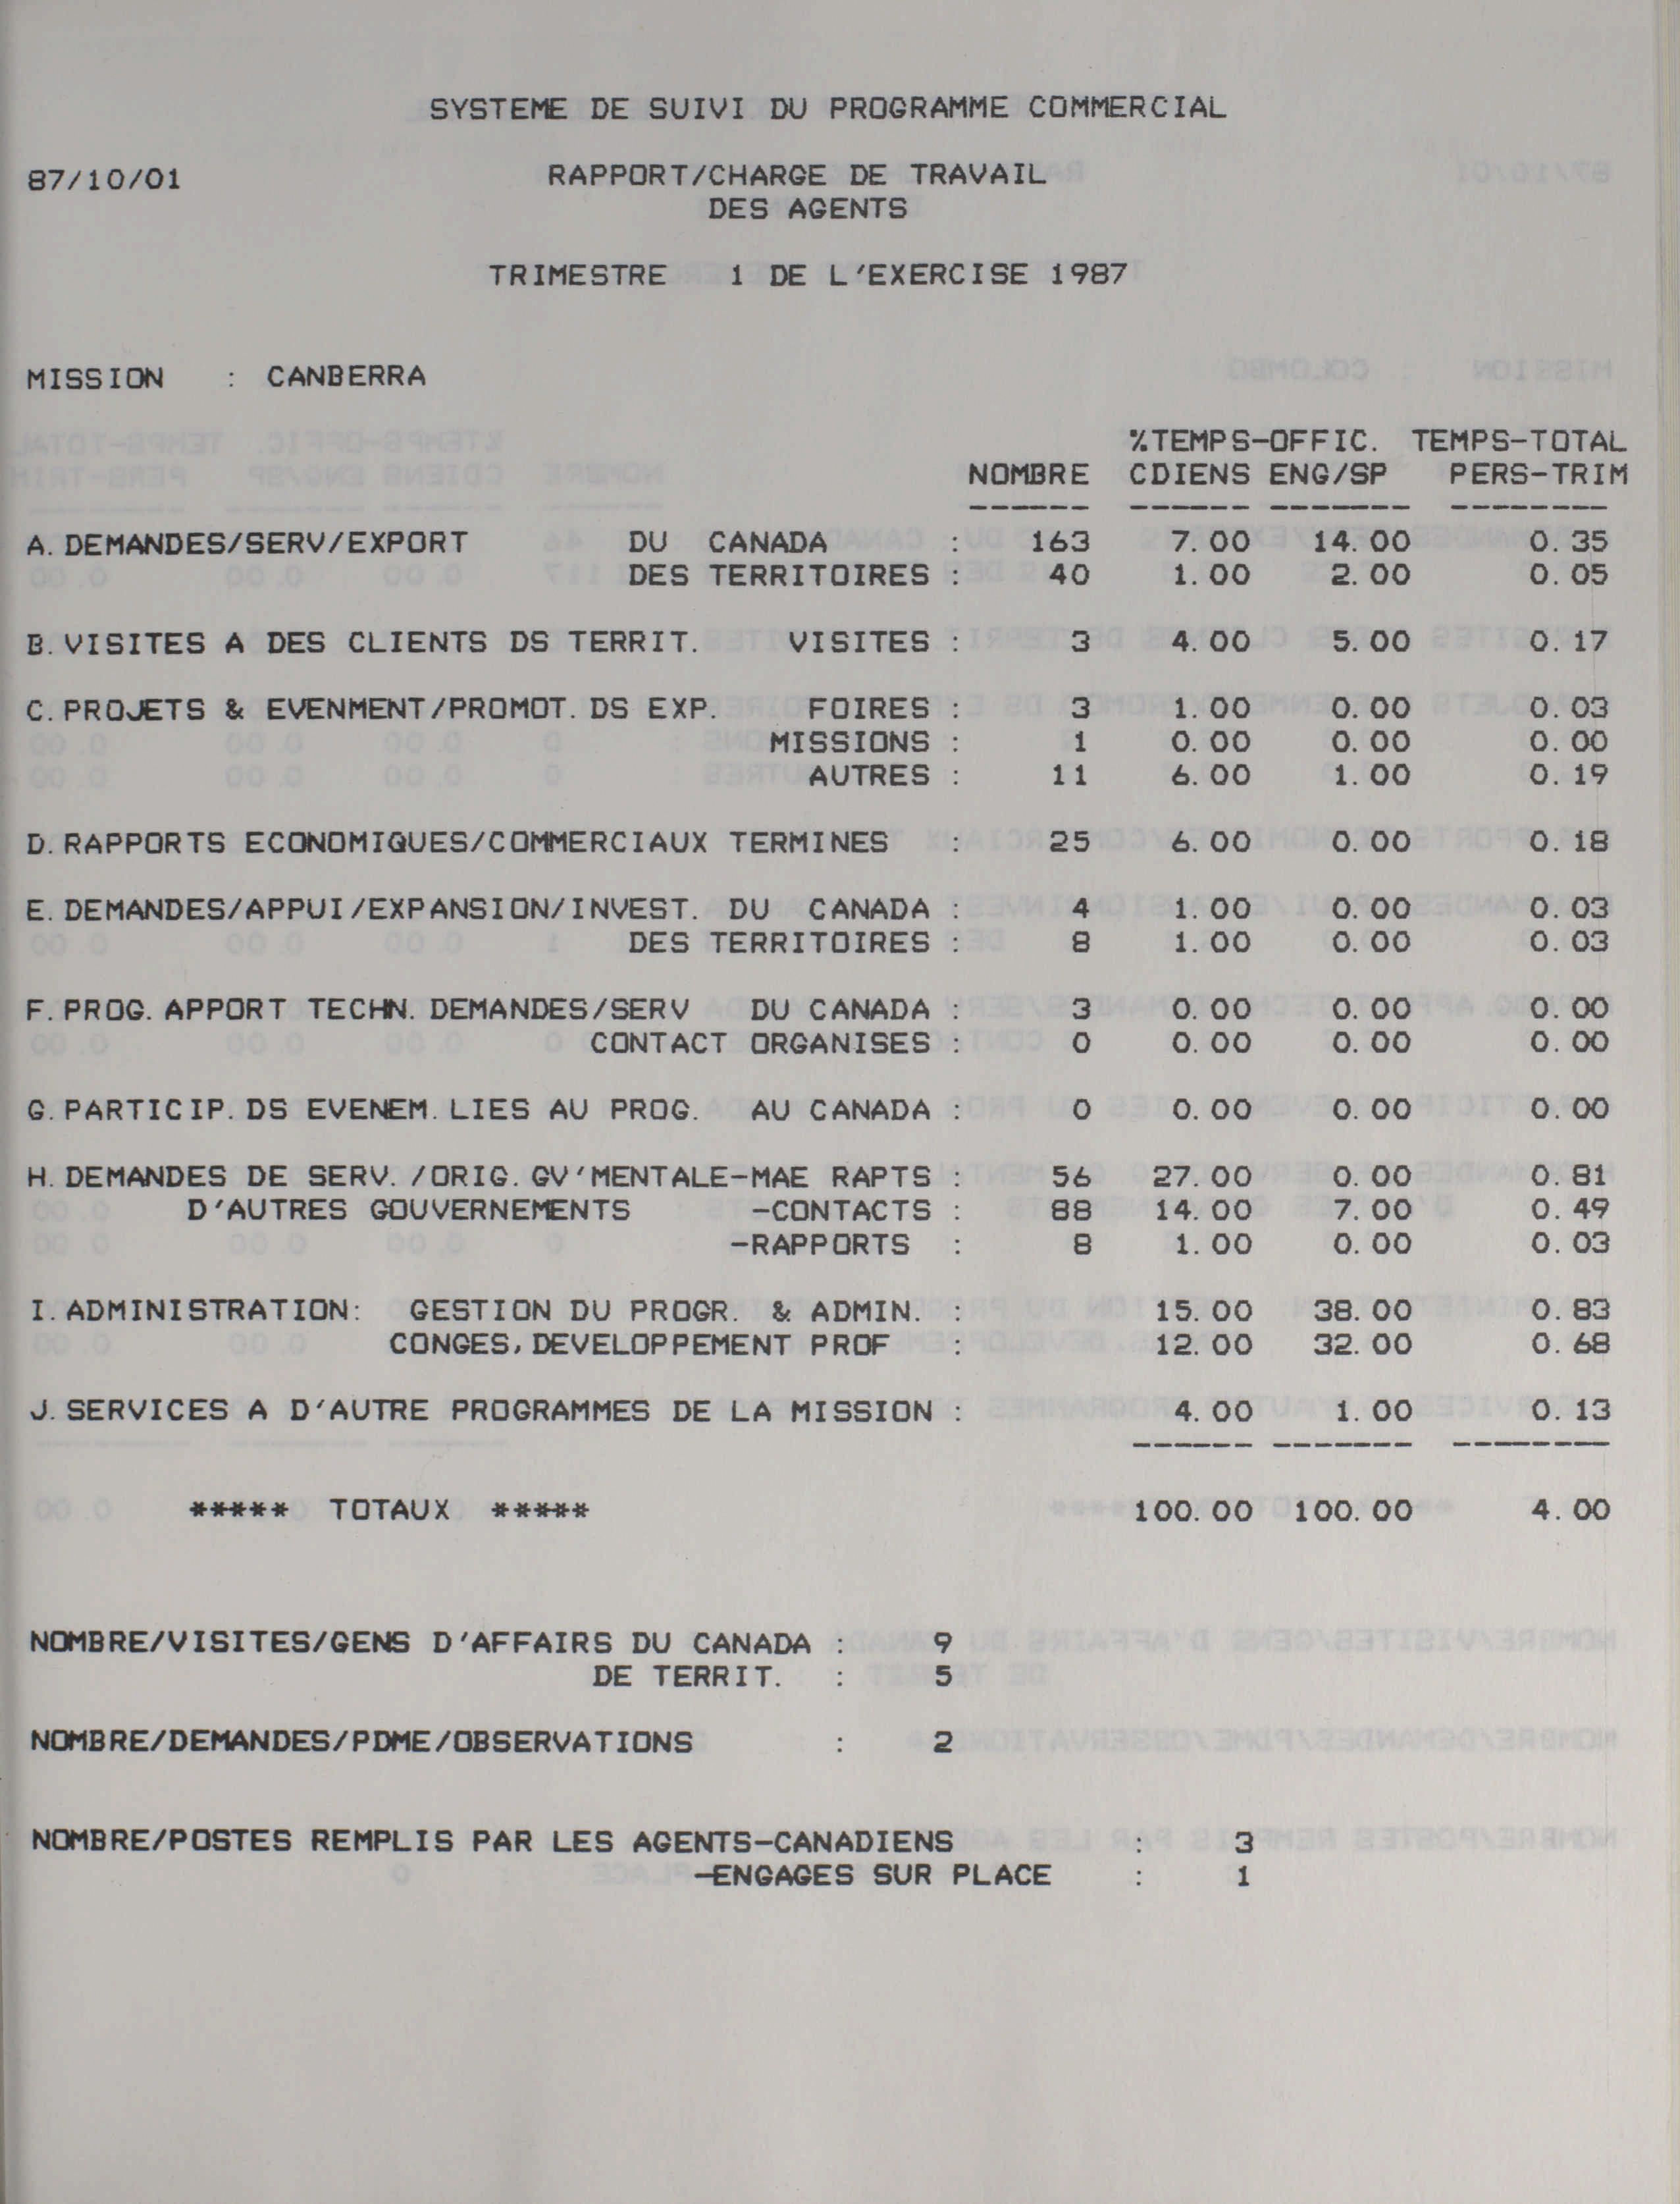 SYSTEME DE SUIVI DU PROGRAMME COMMERCIAL
87/10/01 RAPPORT/CHARGE DE TRAVAIL
DES AGENTS
TRIMESTRE 1 DE L'EXERCISE 1987
MISSION : CANBERRA
%TEMPS-OFFIC. TEMPS-TOTAL
NOMBRE CDIENS ENG/SP PERS-TRIM
------ ------ ------- --------
A. DEMANDES/SERV/EXPORT DU CANADA : 163 7.00 14.00 0.35
DES TERRITOIRES : 40 1.00 2.00 0.05
B. VISITES A DES CLIENTS DS TERRIT. VISITES : 3 4.00 5.00 0.17
C. PROJETS & EVENMENT/PROMOT. DS EXP. FOIRES : 3 1.00 0.00 0.03
MISSIONS : 1 0.00 0.00 0.00
AUTRES : 11 6.00 1.00 0.19
D. RAPPORTS ECONOMIQUES/COMMERCIAUX TERMINES : 25 6.00 0.00 0.18
E. DEMANDES/APPUI/EXPANSION/INVEST. DU CANADA : 4 1.00 0.00 0.03
DES TERRITOIRES : 8 1.00 0.00 0.03
F. PROG. APPORT TECHN. DEMANDES/SERV DU CANADA : 3 0.00 0.00 0.00
CONTACT ORGANISES : 0 0.00 0.00 0.00
G. PARTICIP. DS EVENEM. LIES AU PROG. AU CANADA : 0 0.00 0.00 0.00
H. DEMANDES DE SERV. /ORIG. GV'MENTALE-MAE RAPTS : 56 27.00 0.00 0.81
D'AUTRES GOUVERNEMENTS -CONTACTS : 88 14.00 7.00 0.49
-RAPPORTS : 8 1.00 0.00 0.03
I. ADMINISTRATION: GESTION DU PROGR. & ADMIN. : 15.00 38.00 0.83
CONGES, DEVELOPPEMENT PROF : 12.00 32.00 0.68
J. SERVICES A D'AUTRE PROGRAMMES DE LA MISSION : 4.00 1.00 0.13
------ ------- --------
***** TOTAUX ***** 100.00 100.00 4.00
NOMBRE/VISITES/GENS D'AFFAIRS DU CANADA : 9
DE TERRIT. : 5
NOMBRE/DEMANDES/PDME/OBSERVATIONS : 2
NOMBRE/POSTES REMPLIS PAR LES AGENTS-CANADIENS : 3
-ENGAGES SUR PLACE : 1